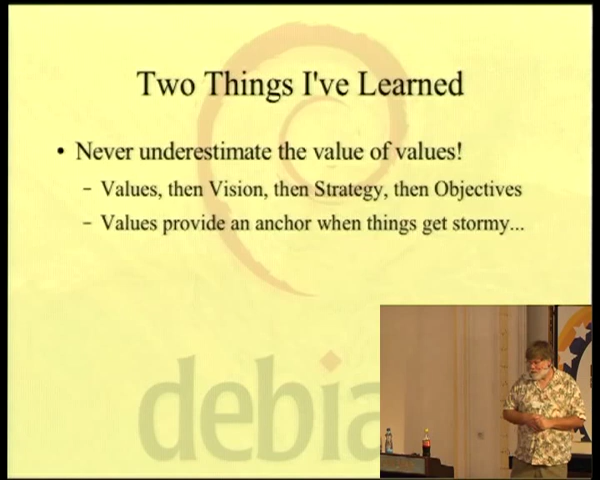 Two Things I've Learned
• Never underestimate the value of values!
– Values, then Vision, then Strategy, then Objectives
– Values provide an anchor when things get stormy...
debia